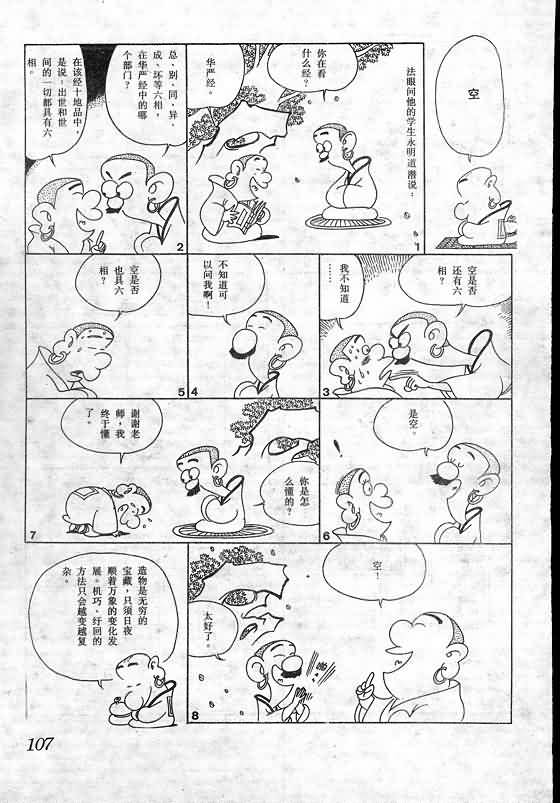 空
法眼问他的学生永明道潜说：
你在看
什么经？
华严经。
1
总、别、同、异、
成、坏等六相，
在华严经中的哪
个部门？
在该经十地品中，
是说：出世和世
间的一切都具有六
相。
2
空是否
还有六
相？
我不知道
……
3
不知道可
以问我啊！
4
空是否
也具六
相？
5
是空。
6
你是怎
么懂的？
谢谢老
师，我
终于懂
了。
7
空！
太好了。
8
造物是无穷的
宝藏，只须日夜
顺着万象的变化发
展。机巧、纡回的
方法只会越变越复
杂。
107